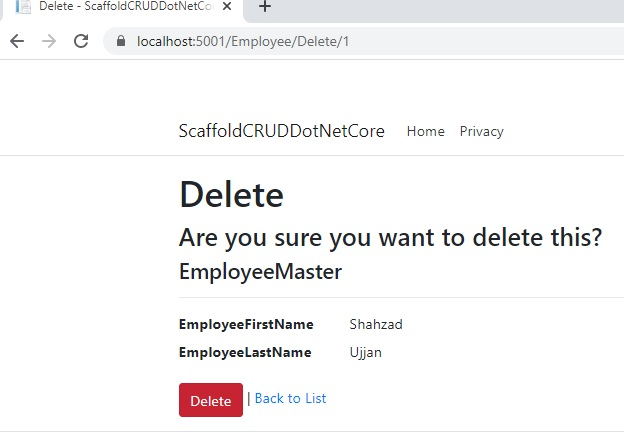 Delete - ScaffoldCRUDDotNetCo
localhost:5001/Employee/Delete/1
ScaffoldCRUDDotNetCore Home Privacy
Delete
Are you sure you want to delete this?
EmployeeMaster
EmployeeFirstName Shahzad
EmployeeLastName Ujjan
Delete | Back to List